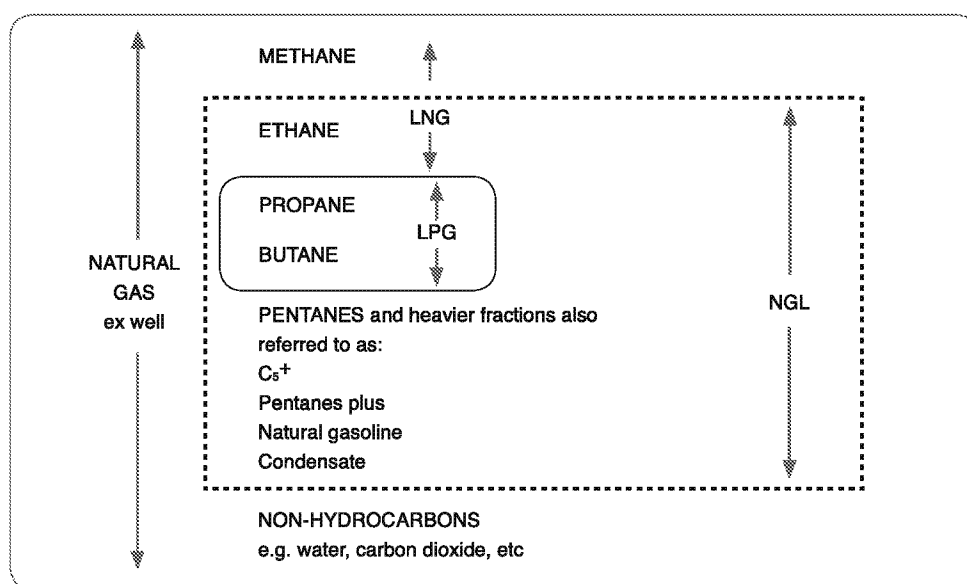 METHANE
LNG
ETHANE
PROPANE
LPG
BUTANE
NATURAL
GAS
ex well
NGL
PENTANES and heavier fractions also
referred to as:
C₅⁺
Pentanes plus
Natural gasoline
Condensate
NON-HYDROCARBONS
e.g. water, carbon dioxide, etc